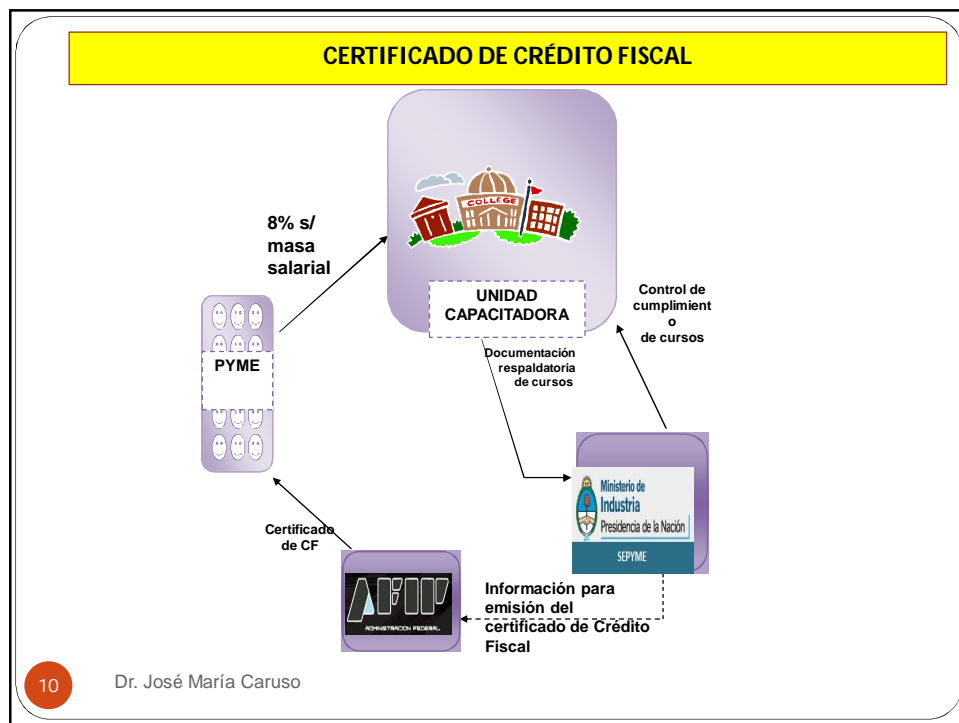 CERTIFICADO DE CRÉDITO FISCAL
COLLEGE
8% s/
masa
salarial
UNIDAD
CAPACITADORA
Control de
cumplimient
o
de cursos
PYME
Documentación
respaldatoria
de cursos
Ministerio de
Industria
Presidencia de la Nación
SEPYME
Certificado
de CF
AFIP
ADMINISTRACION FEDERAL
Información para
emisión del
certificado de Crédito
Fiscal
10
Dr. José María Caruso